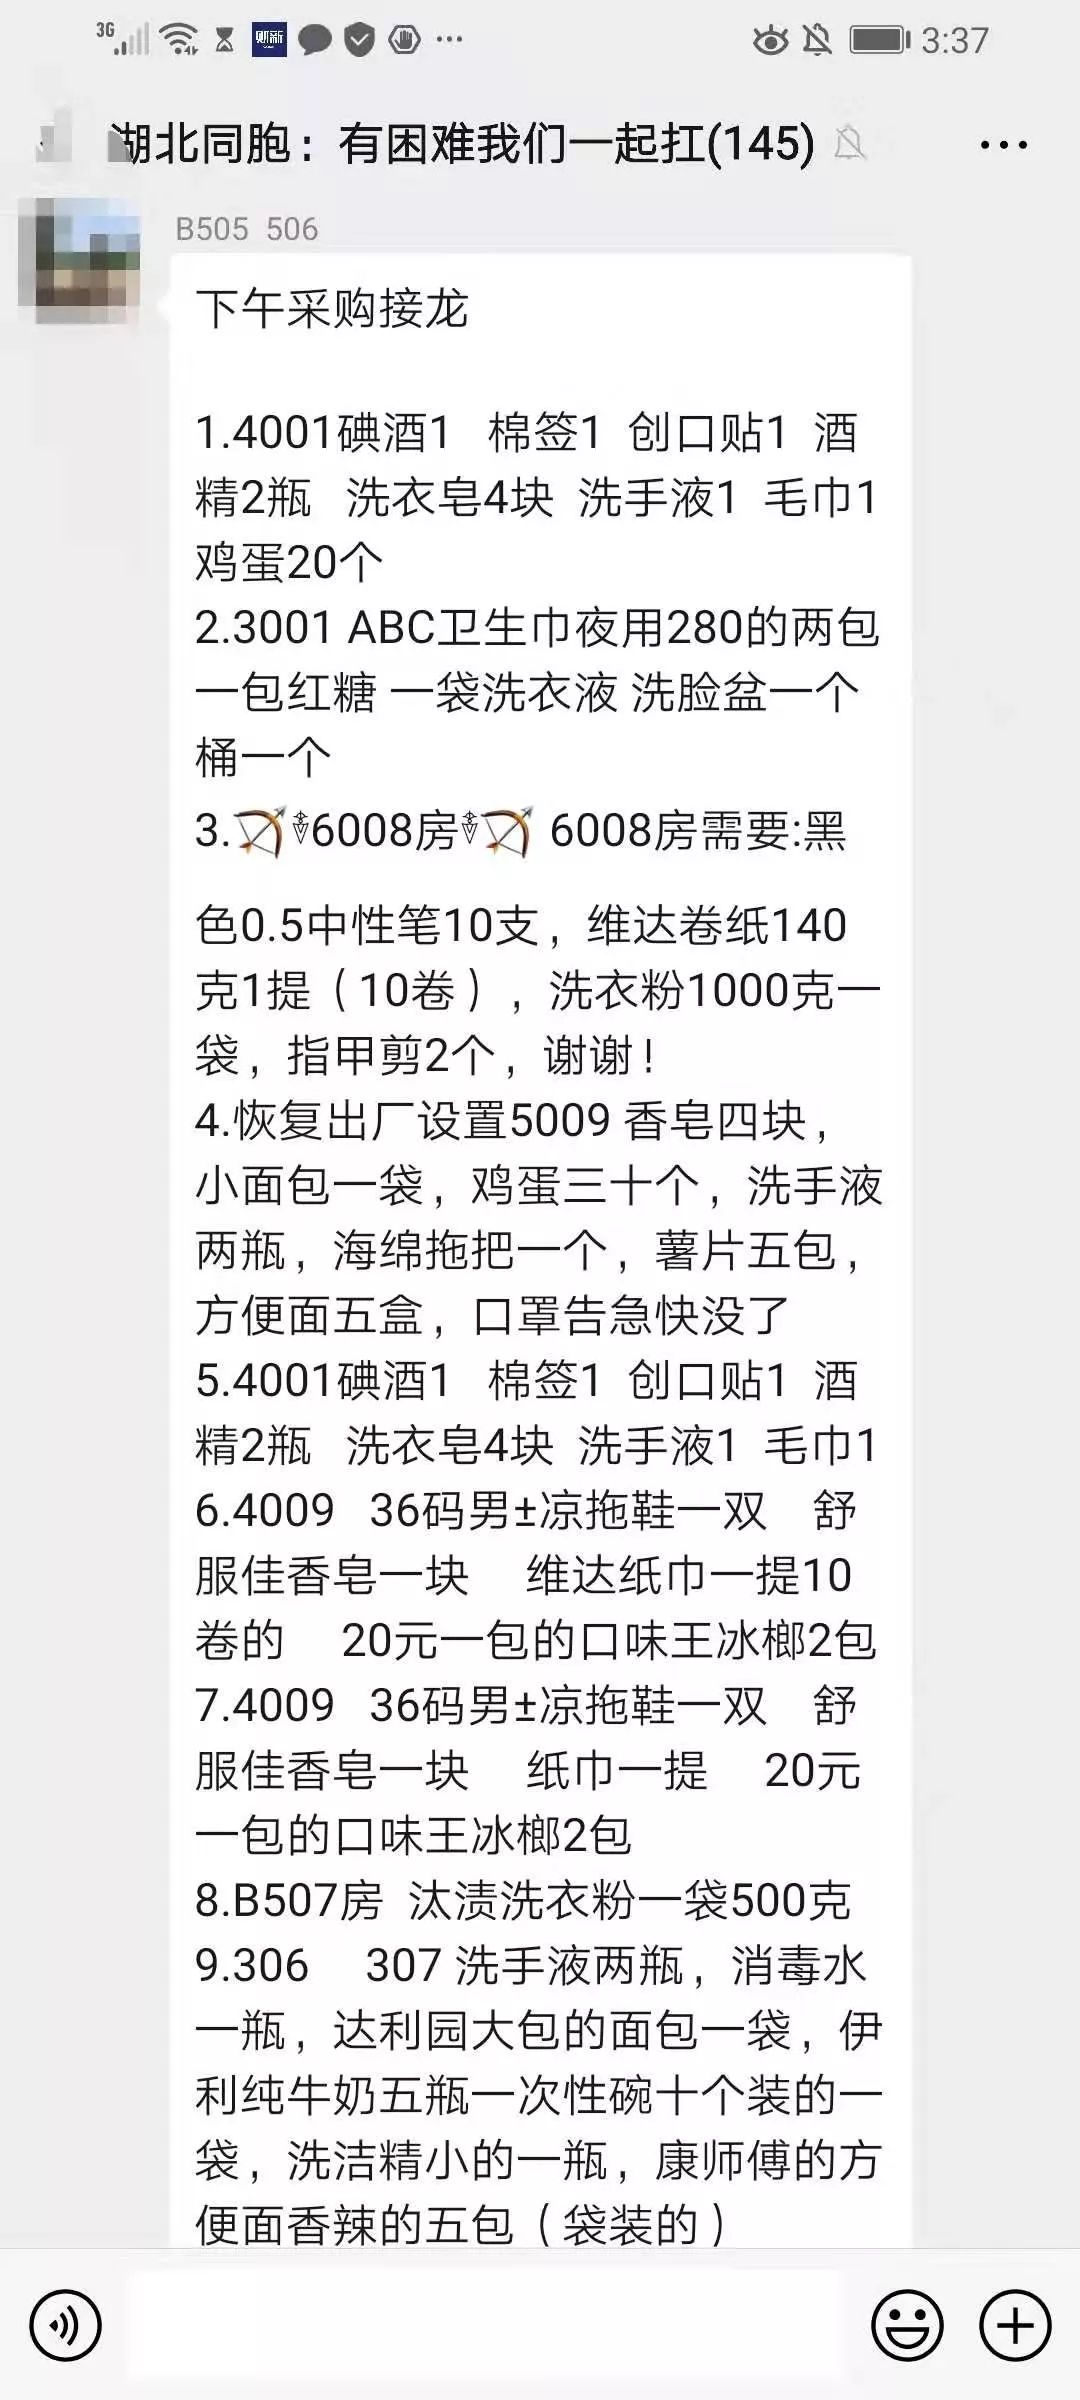 3G 财新 3:37
湖北同胞：有困难我们一起扛(145)
B505 506
下午采购接龙
1.4001碘酒1 棉签1 创口贴1 酒
精2瓶 洗衣皂4块 洗手液1 毛巾1
鸡蛋20个
2.3001 ABC卫生巾夜用280的两包
一包红糖 一袋洗衣液 洗脸盆一个
桶一个
3.🏹6008房🏹 6008房需要:黑
色0.5中性笔10支，维达卷纸140
克1提（10卷），洗衣粉1000克一
袋，指甲剪2个，谢谢！
4.恢复出厂设置5009 香皂四块，
小面包一袋，鸡蛋三十个，洗手液
两瓶，海绵拖把一个，薯片五包，
方便面五盒，口罩告急快没了
5.4001碘酒1 棉签1 创口贴1 酒
精2瓶 洗衣皂4块 洗手液1 毛巾1
6.4009 36码男±凉拖鞋一双 舒
服佳香皂一块 维达纸巾一提10
卷的 20元一包的口味王冰榔2包
7.4009 36码男±凉拖鞋一双 舒
服佳香皂一块 纸巾一提 20元
一包的口味王冰榔2包
8.B507房 汰渍洗衣粉一袋500克
9.306 307 洗手液两瓶，消毒水
一瓶，达利园大包的面包一袋，伊
利纯牛奶五瓶一次性碗十个装的一
袋，洗洁精小的一瓶，康师傅的方
便面香辣的五包（袋装的）